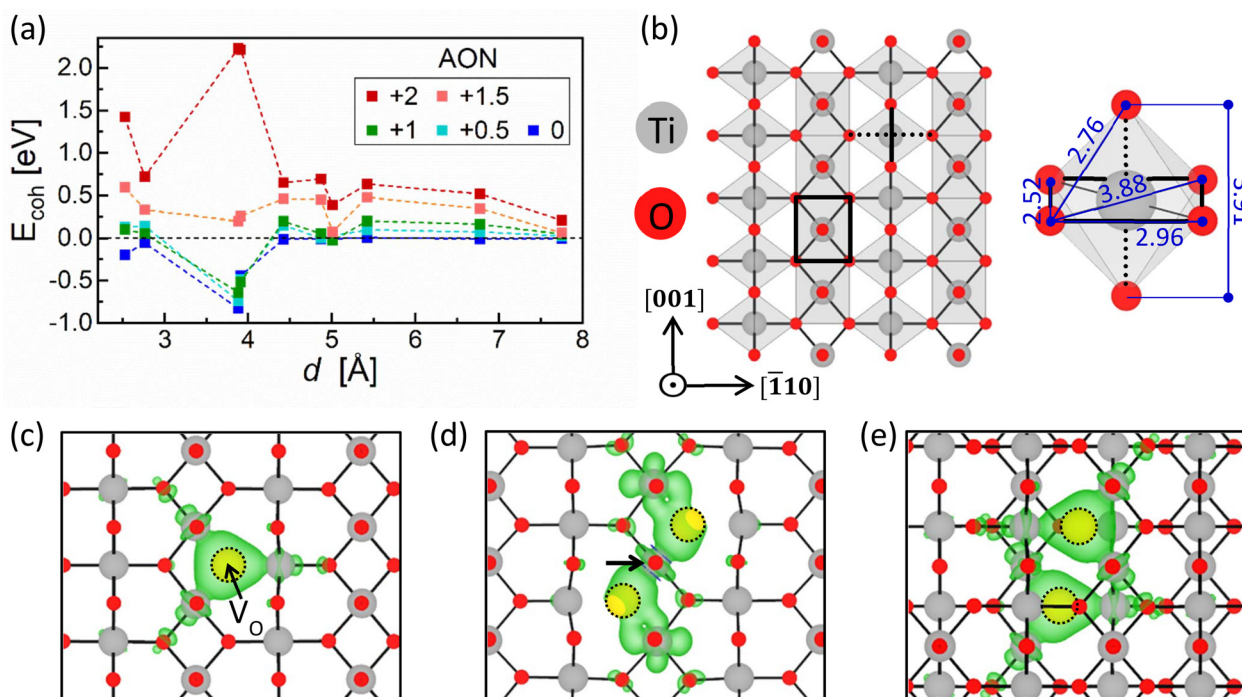 (a)
AON
+2 +1.5
+1 +0.5 0
E_coh [eV]
2.0
1.5
1.0
0.5
0.0
-0.5
-1.0
3 4 5 6 7 8
d [Å]
(b)
Ti
O
[001]
[1̅10]
2.76
2.52
3.88
2.96
3.91
(c)
V_O
(d)
(e)